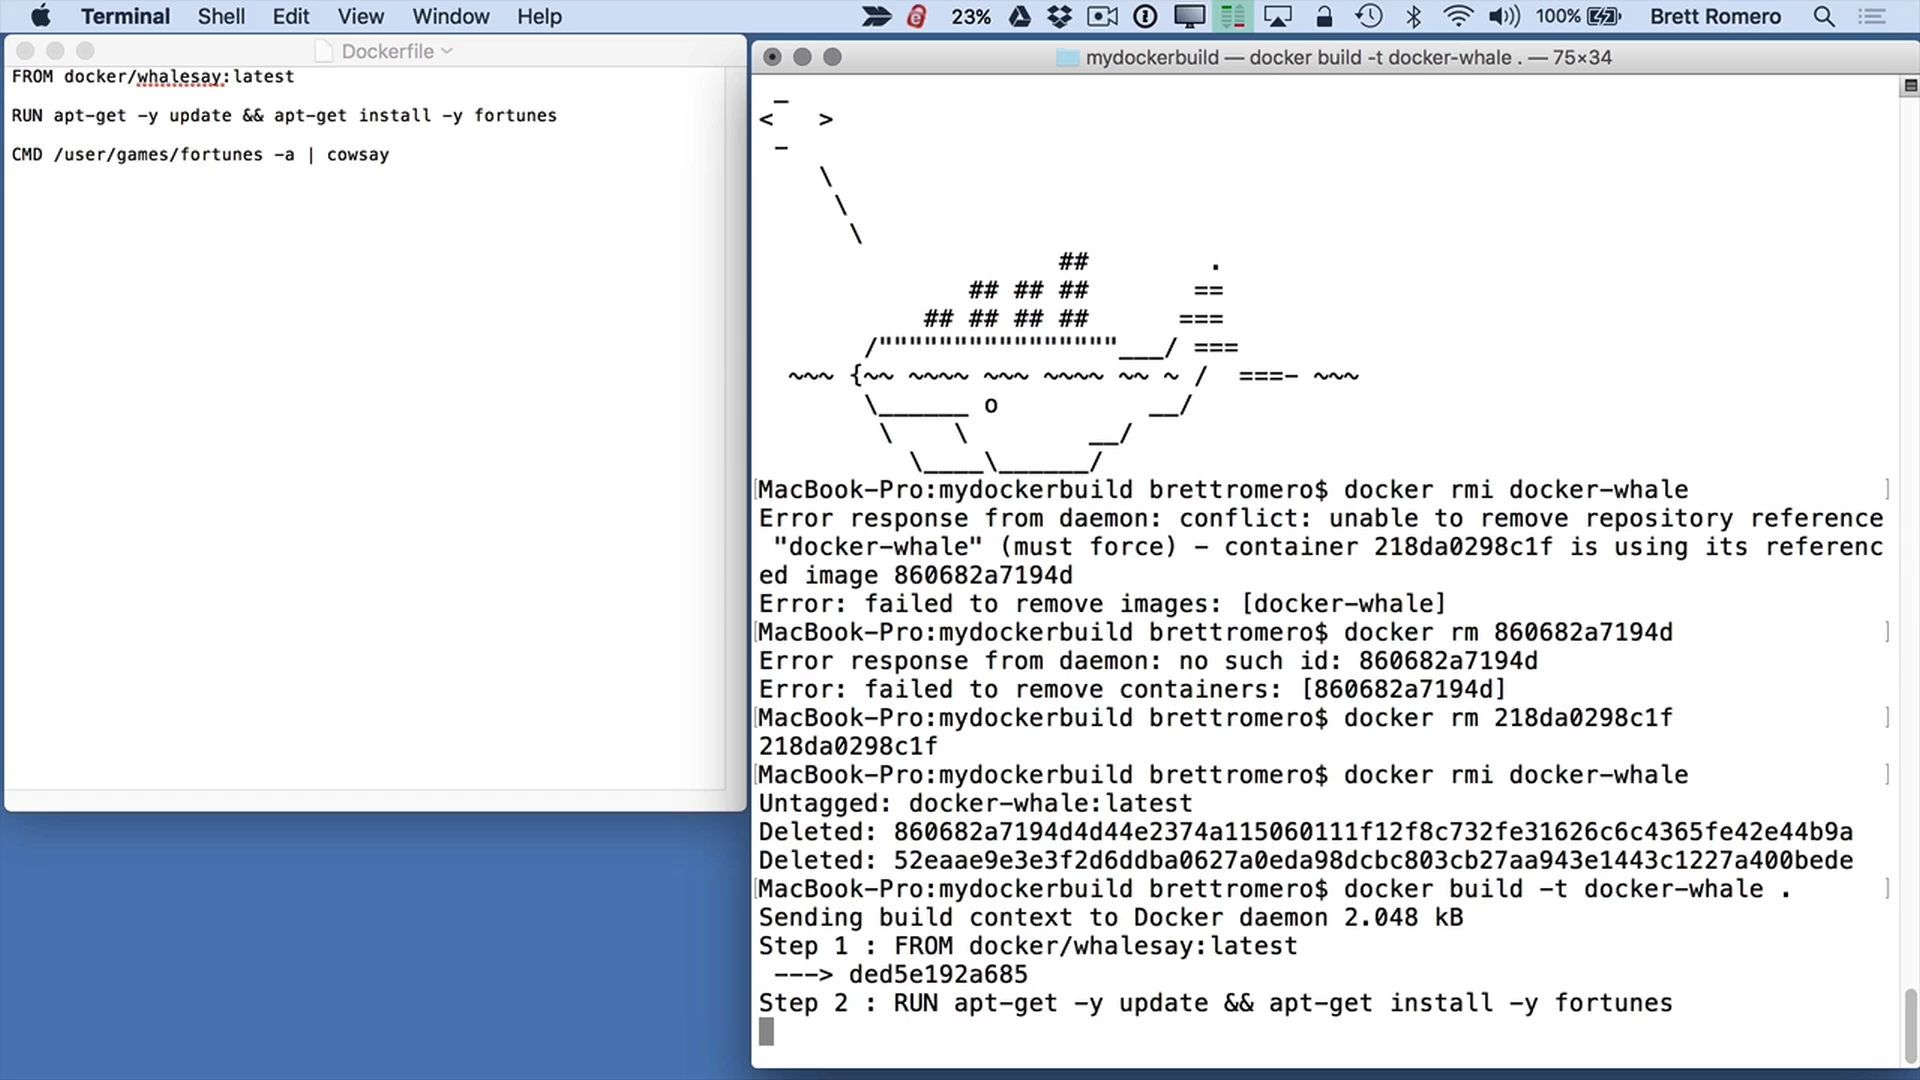 Terminal Shell Edit View Window Help 23% 100% Brett Romero
Dockerfile
FROM docker/whalesay:latest
RUN apt-get -y update && apt-get install -y fortunes
CMD /user/games/fortunes -a | cowsay
mydockerbuild — docker build -t docker-whale . — 75×34
 _
<   >
 -
    \
     \
      \
                    ##        .
              ## ## ##       ==
           ## ## ## ##      ===
       /""""""""""""""""___/ ===
  ~~~ {~~ ~~~~ ~~~ ~~~~ ~~ ~ /  ===- ~~~
       \______ o          __/
        \    \        __/
          \____\______/
MacBook-Pro:mydockerbuild brettromero$ docker rmi docker-whale
Error response from daemon: conflict: unable to remove repository reference
 "docker-whale" (must force) - container 218da0298c1f is using its referenc
ed image 860682a7194d
Error: failed to remove images: [docker-whale]
MacBook-Pro:mydockerbuild brettromero$ docker rm 860682a7194d
Error response from daemon: no such id: 860682a7194d
Error: failed to remove containers: [860682a7194d]
MacBook-Pro:mydockerbuild brettromero$ docker rm 218da0298c1f
218da0298c1f
MacBook-Pro:mydockerbuild brettromero$ docker rmi docker-whale
Untagged: docker-whale:latest
Deleted: 860682a7194d4d44e2374a115060111f12f8c732fe31626c6c4365fe42e44b9a
Deleted: 52eaae9e3e3f2d6ddba0627a0eda98dcbc803cb27aa943e1443c1227a400bede
MacBook-Pro:mydockerbuild brettromero$ docker build -t docker-whale .
Sending build context to Docker daemon 2.048 kB
Step 1 : FROM docker/whalesay:latest
 ---> ded5e192a685
Step 2 : RUN apt-get -y update && apt-get install -y fortunes